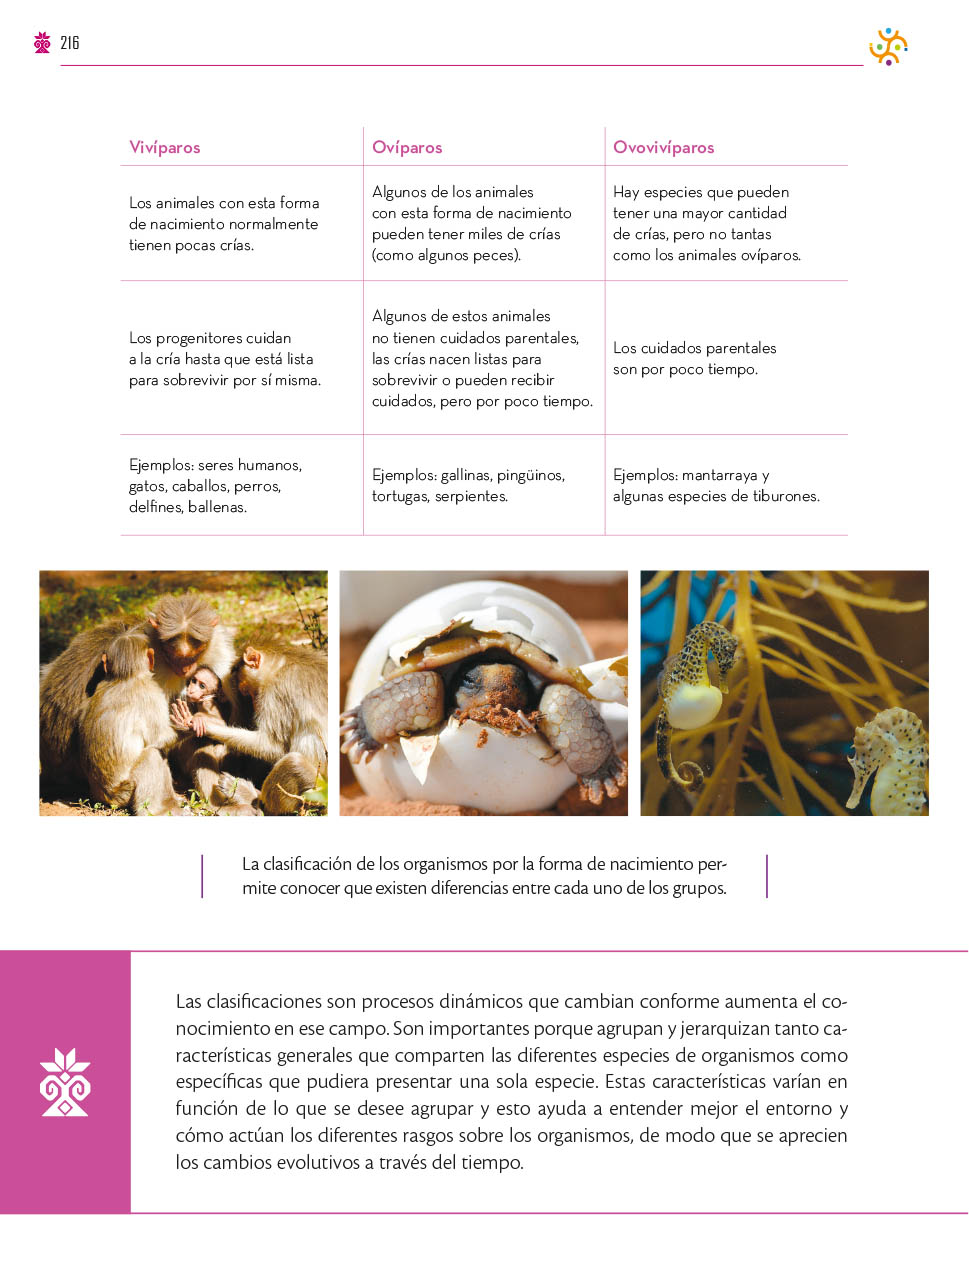 216
Vivíparos
Ovíparos
Ovovivíparos
Los animales con esta forma
de nacimiento normalmente
tienen pocas crías.
Algunos de los animales
con esta forma de nacimiento
pueden tener miles de crías
(como algunos peces).
Hay especies que pueden
tener una mayor cantidad
de crías, pero no tantas
como los animales ovíparos.
Los progenitores cuidan
a la cría hasta que está lista
para sobrevivir por sí misma.
Algunos de estos animales
no tienen cuidados parentales,
las crías nacen listas para
sobrevivir o pueden recibir
cuidados, pero por poco tiempo.
Los cuidados parentales
son por poco tiempo.
Ejemplos: seres humanos,
gatos, caballos, perros,
delfines, ballenas.
Ejemplos: gallinas, pingüinos,
tortugas, serpientes.
Ejemplos: mantarraya y
algunas especies de tiburones.
La clasificación de los organismos por la forma de nacimiento per-
mite conocer que existen diferencias entre cada uno de los grupos.
Las clasificaciones son procesos dinámicos que cambian conforme aumenta el co-
nocimiento en ese campo. Son importantes porque agrupan y jerarquizan tanto ca-
racterísticas generales que comparten las diferentes especies de organismos como
específicas que pudiera presentar una sola especie. Estas características varían en
función de lo que se desee agrupar y esto ayuda a entender mejor el entorno y
cómo actúan los diferentes rasgos sobre los organismos, de modo que se aprecien
los cambios evolutivos a través del tiempo.